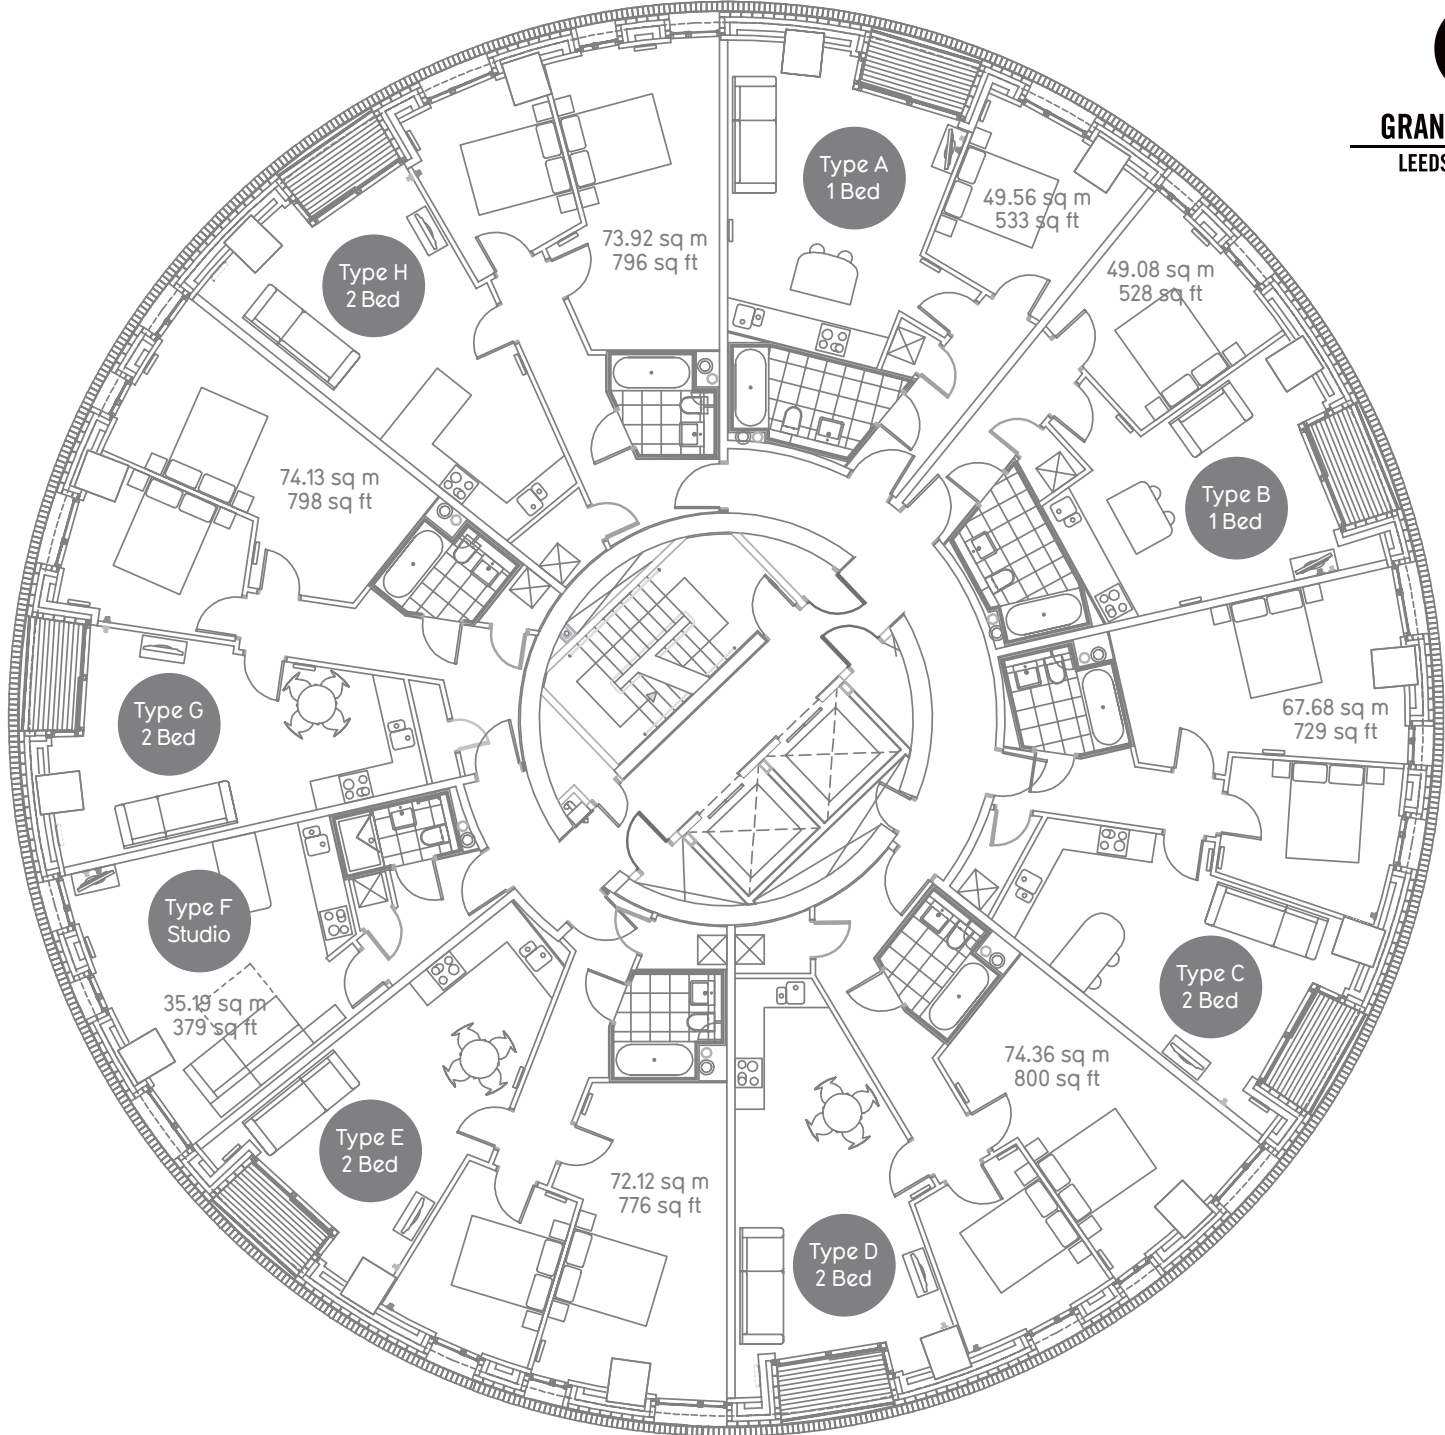 GRAN
LEEDS
Type A
1 Bed
49.56 sq m
533 sq ft
73.92 sq m
796 sq ft
Type H
2 Bed
49.08 sq m
528 sq ft
74.13 sq m
798 sq ft
Type B
1 Bed
Type G
2 Bed
67.68 sq m
729 sq ft
Type F
Studio
35.19 sq m
379 sq ft
Type C
2 Bed
74.36 sq m
800 sq ft
Type E
2 Bed
72.12 sq m
776 sq ft
Type D
2 Bed